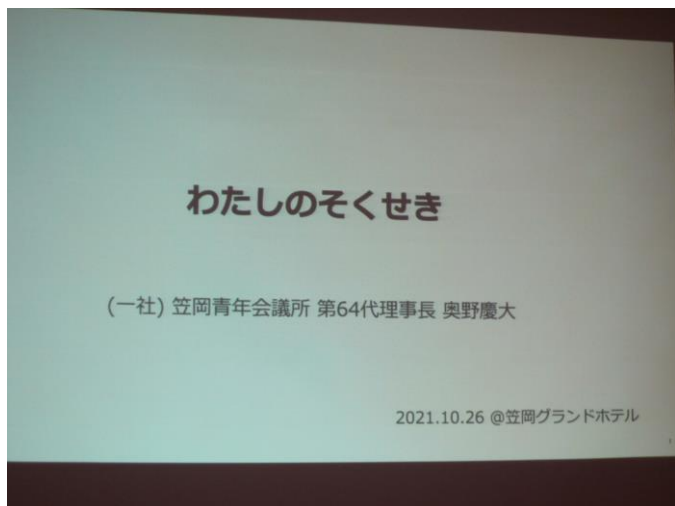 わたしのそくせき
(一社) 笠岡青年会議所 第64代理事長 奥野慶大
2021.10.26 @笠岡グランドホテル